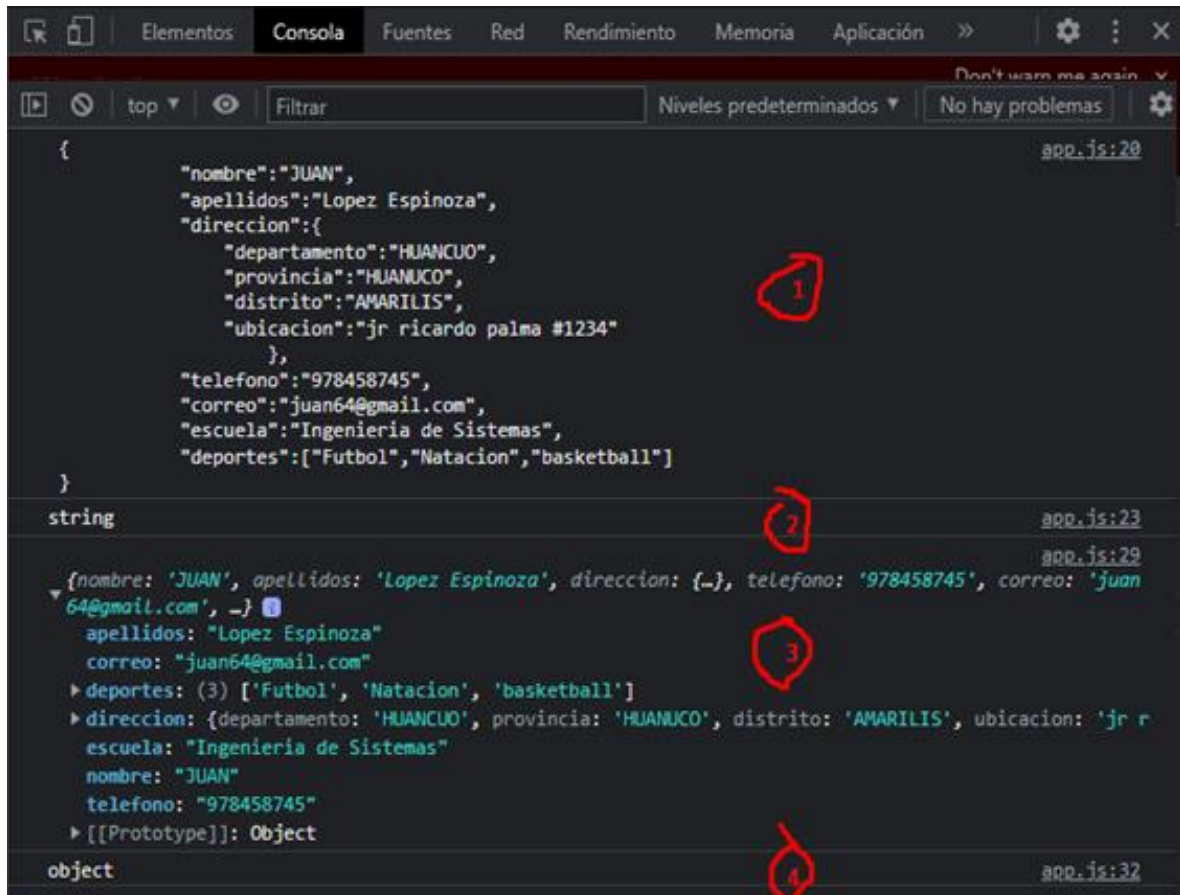 Elementos Consola Fuentes Red Rendimiento Memoria Aplicación »
Don't warn me again
top Filtrar Niveles predeterminados No hay problemas
{ app.js:20
"nombre":"JUAN",
"apellidos":"Lopez Espinoza",
"direccion":{
"departamento":"HUANCUO",
"provincia":"HUANUCO",
"distrito":"AMARILIS",
"ubicacion":"jr ricardo palma #1234"
},
"telefono":"978458745",
"correo":"juan64@gmail.com",
"escuela":"Ingenieria de Sistemas",
"deportes":["Futbol","Natacion","basketball"]
}
1
string 2 app.js:23
app.js:29
{nombre: 'JUAN', apellidos: 'Lopez Espinoza', direccion: {…}, telefono: '978458745', correo: 'juan
64@gmail.com', …}
apellidos: "Lopez Espinoza"
correo: "juan64@gmail.com"
3
deportes: (3) ['Futbol', 'Natacion', 'basketball']
direccion: {departamento: 'HUANCUO', provincia: 'HUANUCO', distrito: 'AMARILIS', ubicacion: 'jr r
escuela: "Ingenieria de Sistemas"
nombre: "JUAN"
telefono: "978458745"
[[Prototype]]: Object
object 4 app.js:32